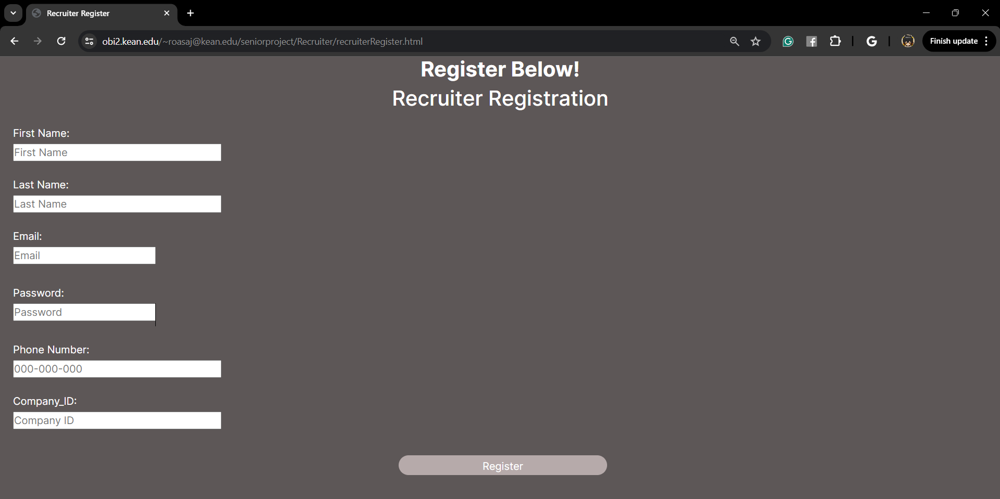 Recruiter Register
obi2.kean.edu/~roasaj@kean.edu/seniorproject/Recruiter/recruiterRegister.html
Finish update
Register Below!
Recruiter Registration
First Name:
First Name
Last Name:
Last Name
Email:
Email
Password:
Password
Phone Number:
000-000-000
Company_ID:
Company ID
Register